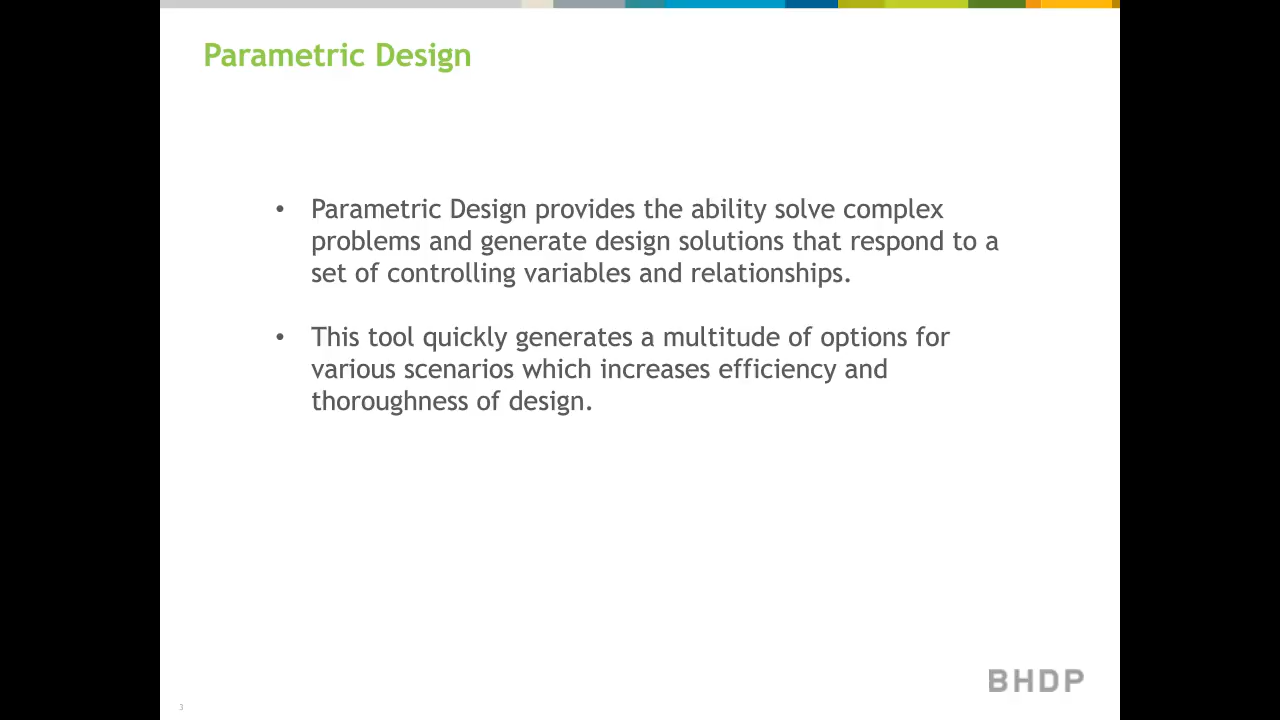 Parametric Design
• Parametric Design provides the ability solve complex
problems and generate design solutions that respond to a
set of controlling variables and relationships.
• This tool quickly generates a multitude of options for
various scenarios which increases efficiency and
thoroughness of design.
BHDP
3